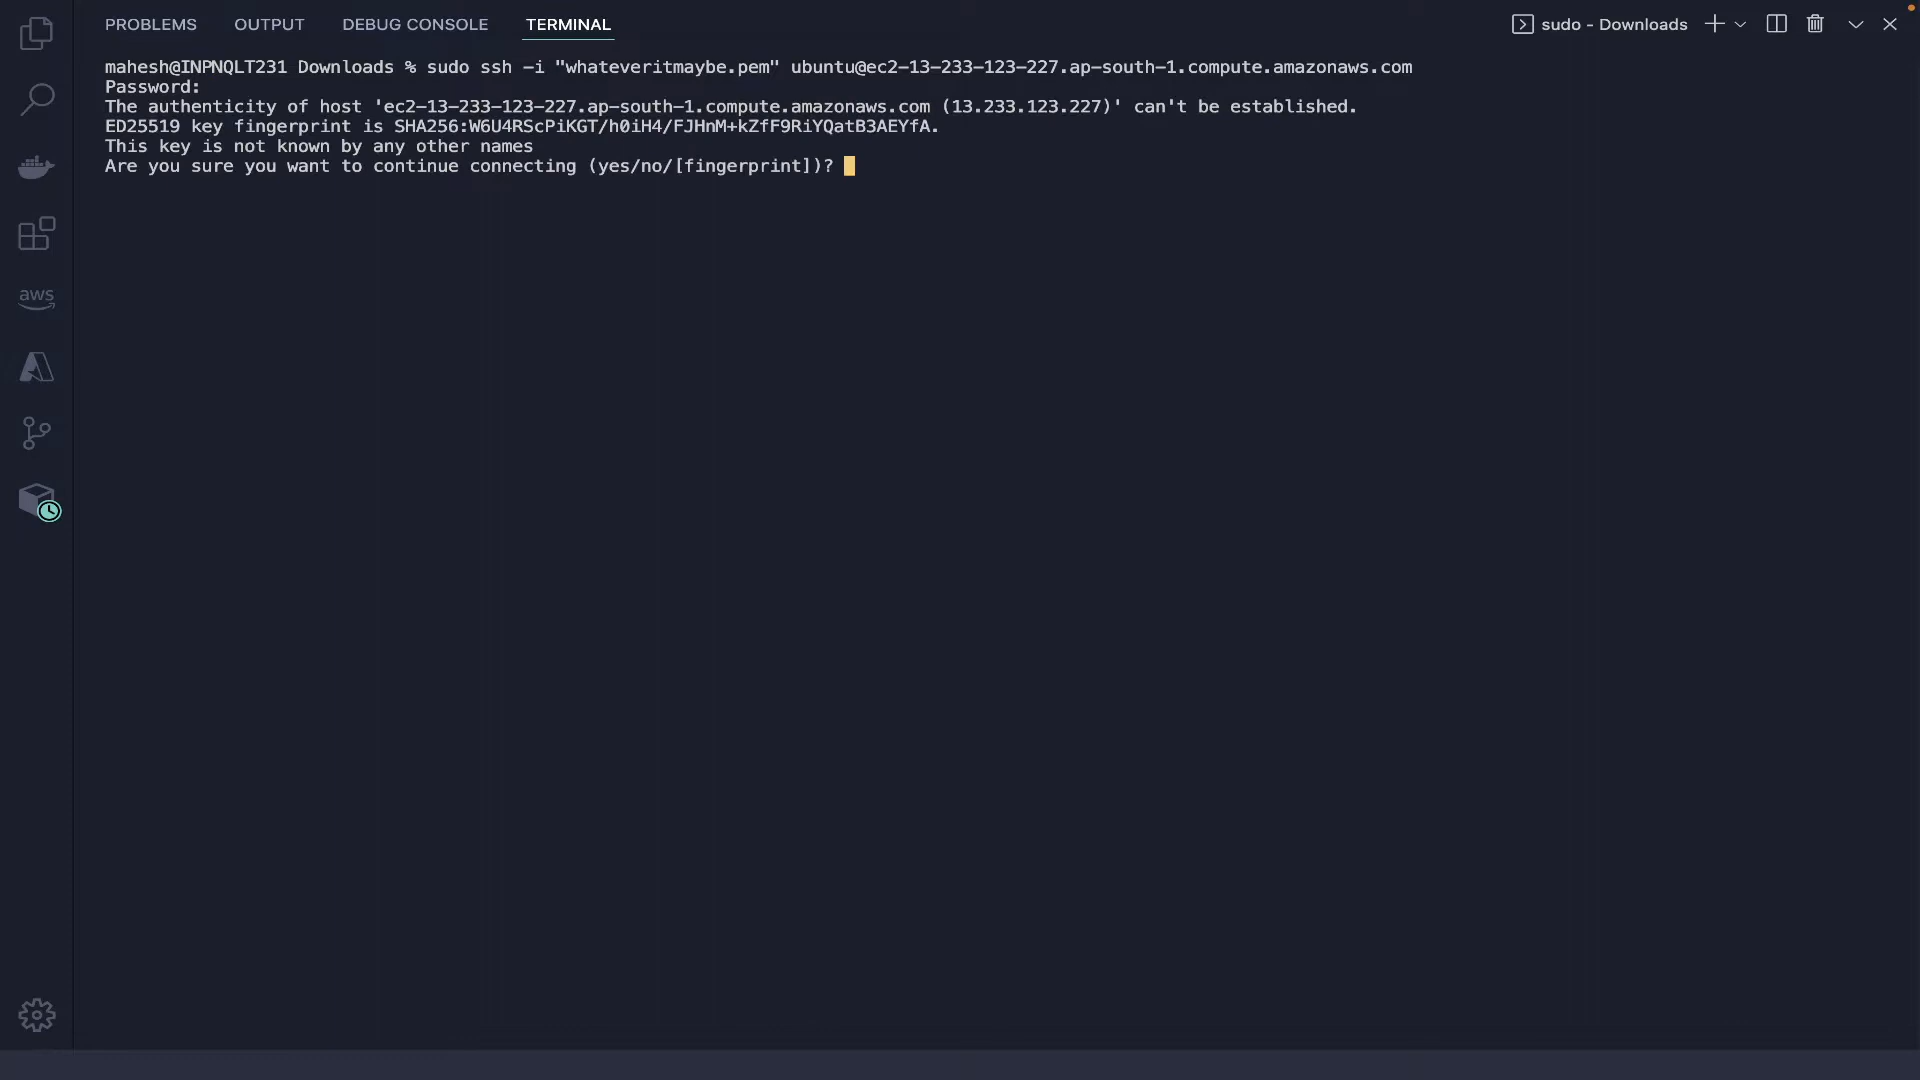 PROBLEMS OUTPUT DEBUG CONSOLE TERMINAL sudo - Downloads
mahesh@INPNQLT231 Downloads % sudo ssh -i "whateveritmaybe.pem" ubuntu@ec2-13-233-123-227.ap-south-1.compute.amazonaws.com
Password:
The authenticity of host 'ec2-13-233-123-227.ap-south-1.compute.amazonaws.com (13.233.123.227)' can't be established.
ED25519 key fingerprint is SHA256:W6U4RScPiKGT/h0iH4/FJHnM+kZfF9RiYQatB3AEYfA.
This key is not known by any other names
Are you sure you want to continue connecting (yes/no/[fingerprint])?
aws